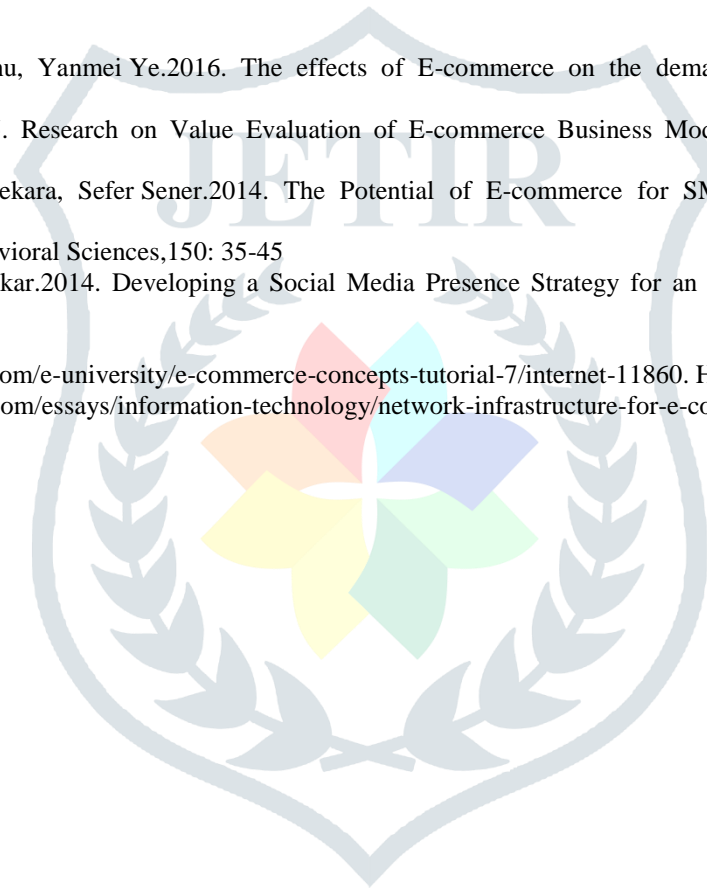 u, Yanmei Ye.2016. The effects of E-commerce on the dema
. Research on Value Evaluation of E-commerce Business Mod
ekara, Sefer Sener.2014. The Potential of E-commerce for SM
vioral Sciences,150: 35-45
kar.2014. Developing a Social Media Presence Strategy for an
om/e-university/e-commerce-concepts-tutorial-7/internet-11860. H
om/essays/information-technology/network-infrastructure-for-e-co
JETIR